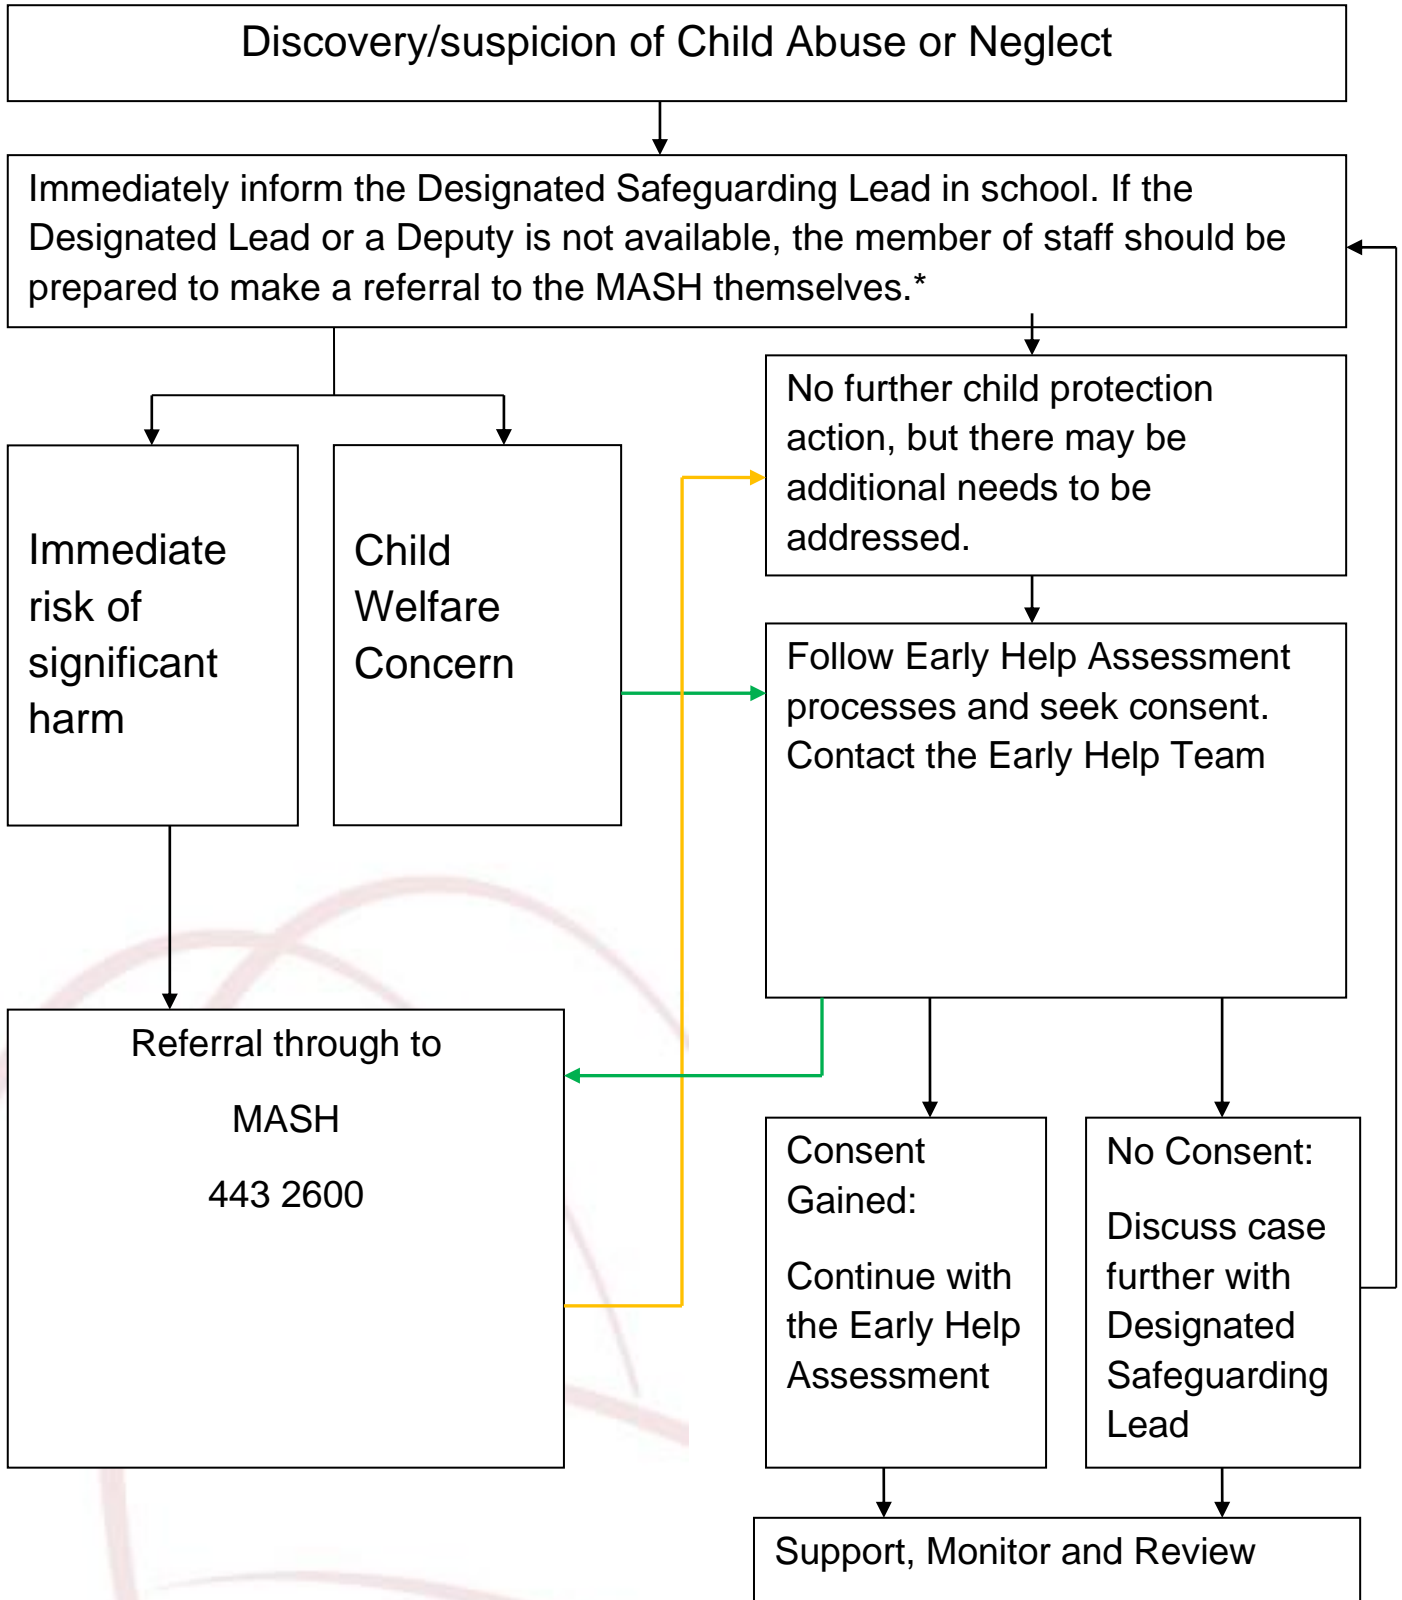 Discovery/suspicion of Child Abuse or Neglect
Immediately inform the Designated Safeguarding Lead in school. If the
Designated Lead or a Deputy is not available, the member of staff should be
prepared to make a referral to the MASH themselves.*
No further child protection
action, but there may be
additional needs to be
addressed.
Immediate
risk of
significant
harm
Child
Welfare
Concern
Follow Early Help Assessment
processes and seek consent.
Contact the Early Help Team
Referral through to
MASH
443 2600
Consent
Gained:
Continue with
the Early Help
Assessment
No Consent:
Discuss case
further with
Designated
Safeguarding
Lead
Support, Monitor and Review